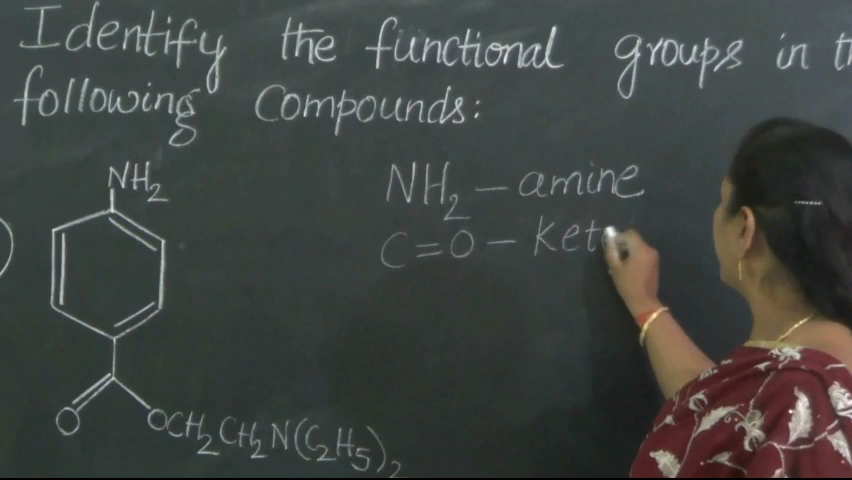 Identify the functional groups in th
following Compounds:
NH2 – amine
C=O – Ket
NH2
O
OCH2CH2N(C2H5)2